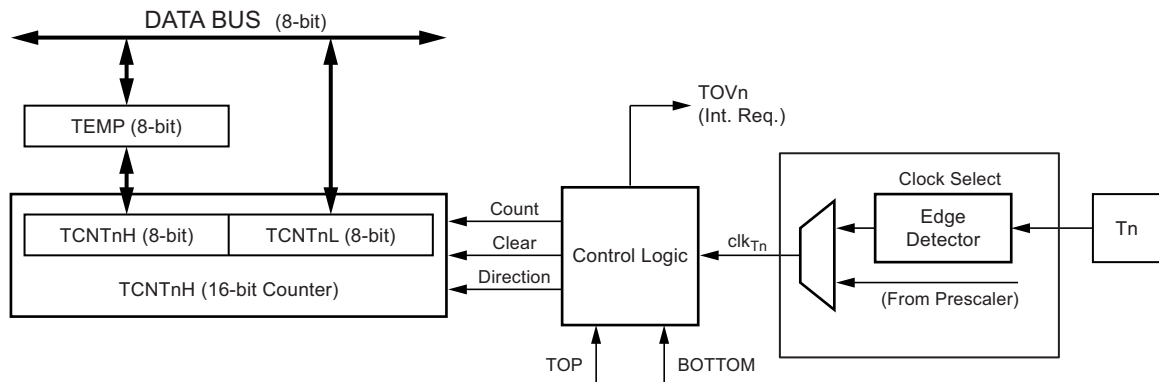 DATA BUS (8-bit)
TEMP (8-bit)
TCNTnH (8-bit)
TCNTnL (8-bit)
TCNTnH (16-bit Counter)
Count
Clear
Direction
TOVn
(Int. Req.)
Control Logic
TOP
BOTTOM
clkTn
Clock Select
Edge
Detector
(From Prescaler)
Tn